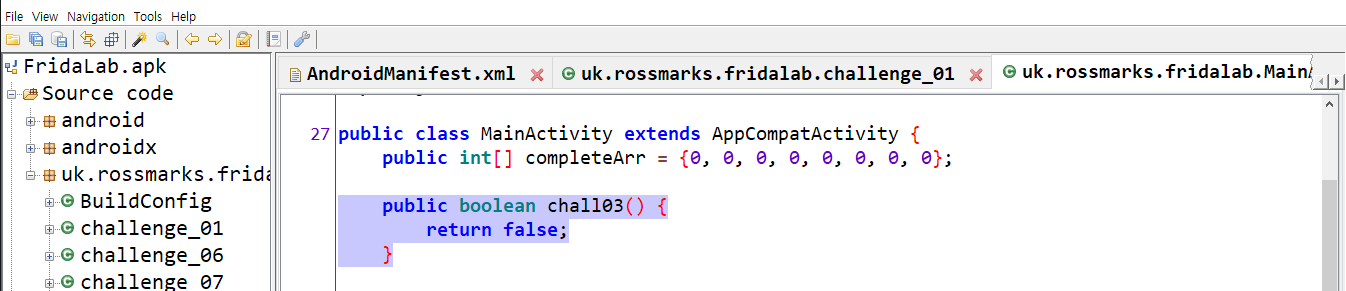 File View Navigation Tools Help
FridaLab.apk
Source code
android
androidx
uk.rossmarks.frida
BuildConfig
challenge_01
challenge_06
challenge_07
AndroidManifest.xml uk.rossmarks.fridalab.challenge_01 uk.rossmarks.fridalab.Main
27 public class MainActivity extends AppCompatActivity {
public int[] completeArr = {0, 0, 0, 0, 0, 0, 0, 0};
public boolean chall03() {
return false;
}